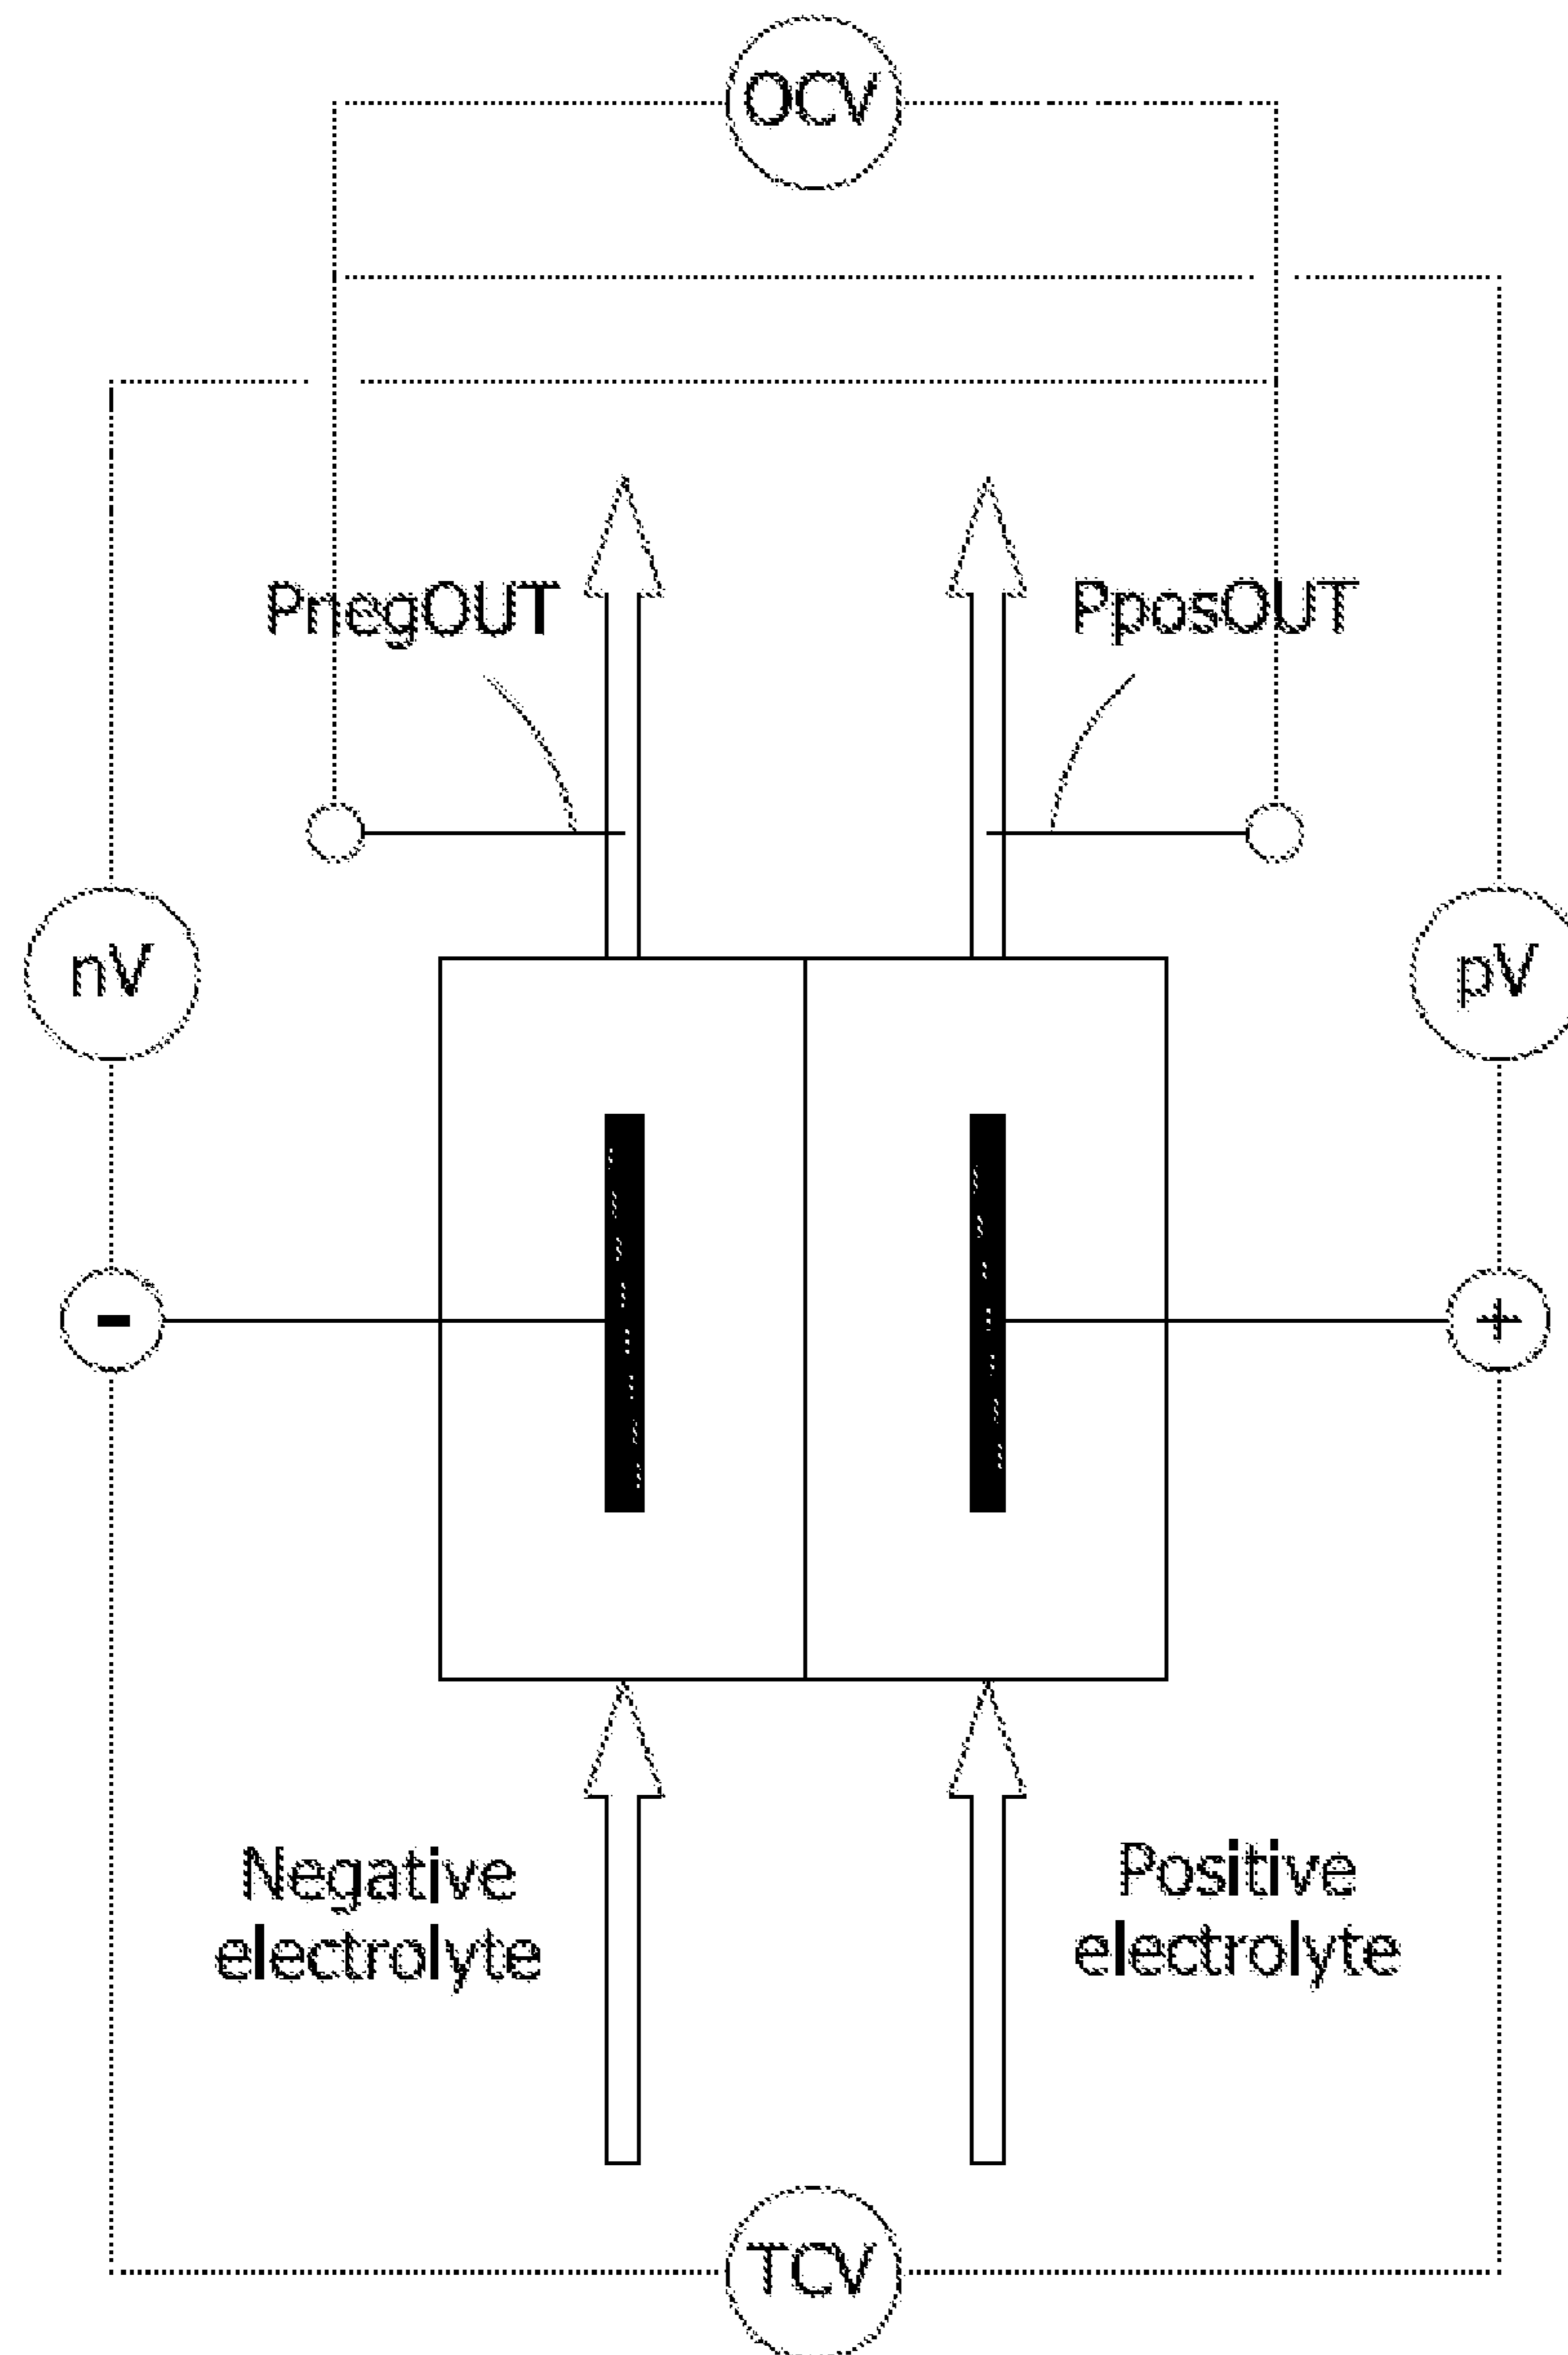 OCV
PnegOUT
PposOUT
nV
pV
-
+
Negative
electrolyte
Positive
electrolyte
TCV